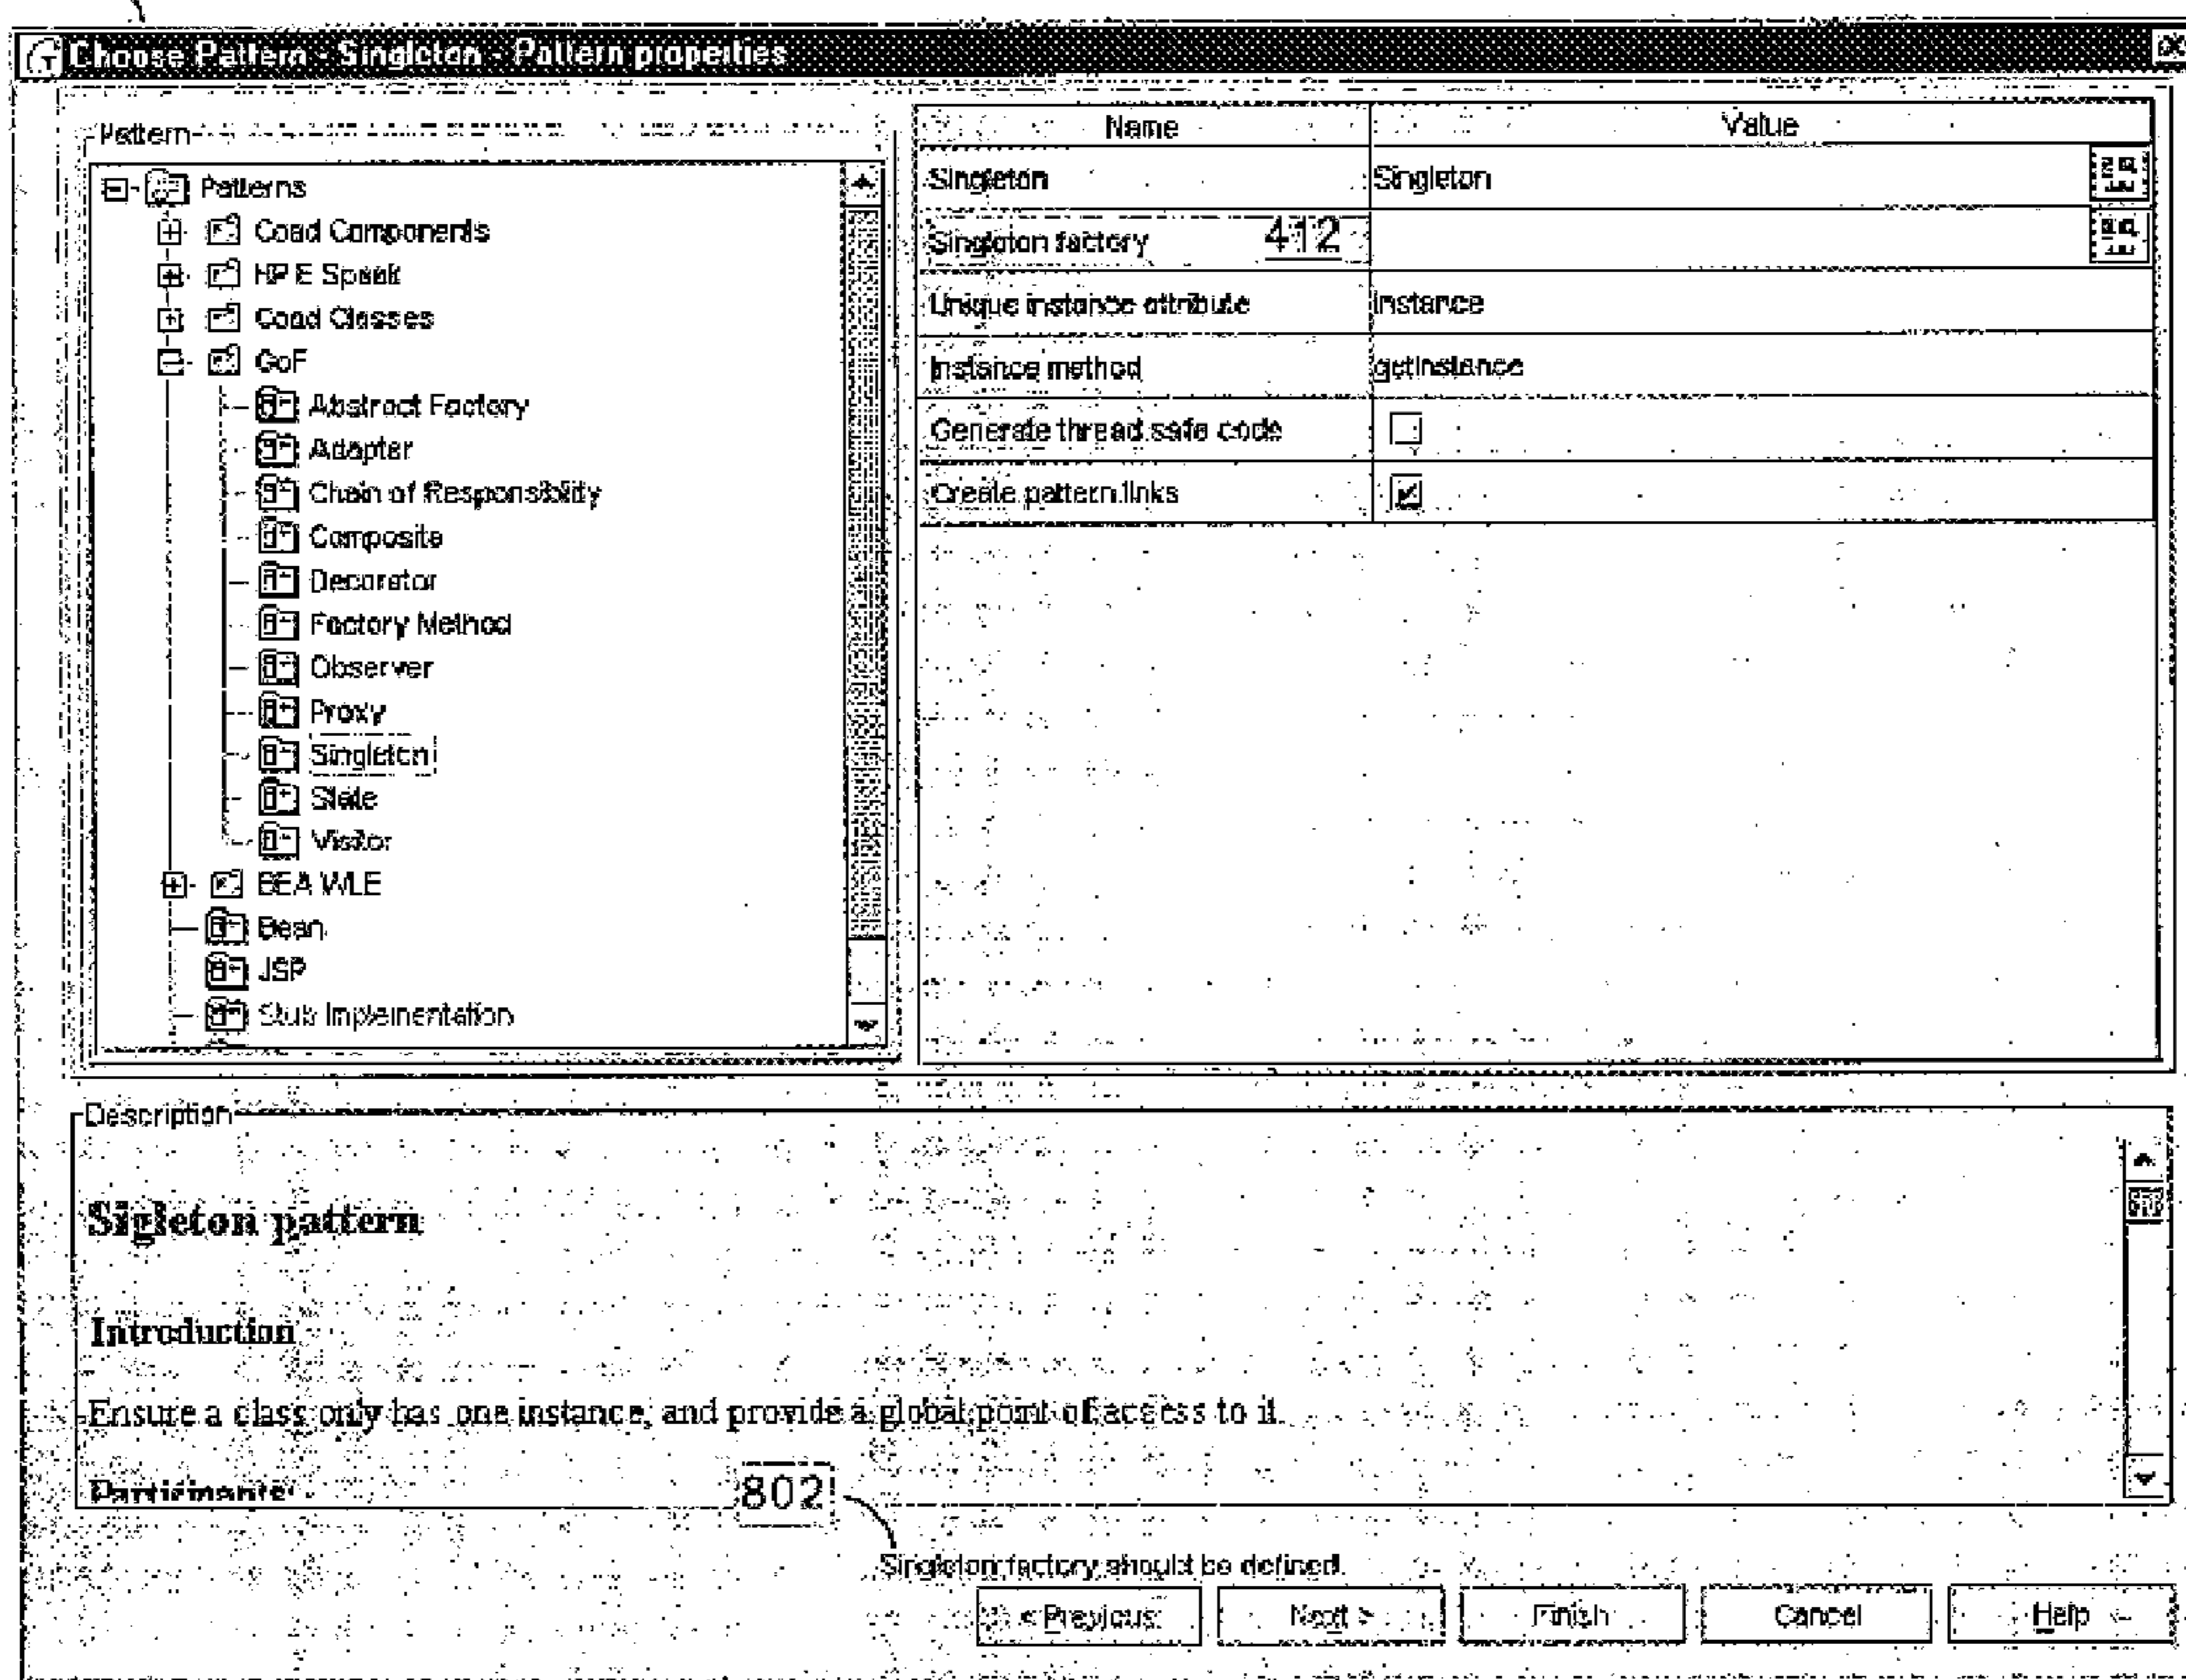 Choose Pattern - Singleton - Pattern properties
Pattern
Patterns
Coad Components
HP E Speak
Coad Classes
GoF
Abstract Factory
Adapter
Chain of Responsibility
Composite
Decorator
Factory Method
Observer
Proxy
Singleton
State
Visitor
BEA WLE
Bean
JSP
Stub Implementation
Name Value
Singleton Singleton
Singleton factory 412
Unique instance attribute instance
Instance method getInstance
Generate thread safe code
Create pattern links
Description
Sigleton pattern
Introduction
Ensure a class only has one instance, and provide a global point of access to it.
Participants
802
Singleton factory should be defined.
< Previous Next > Finish Cancel Help